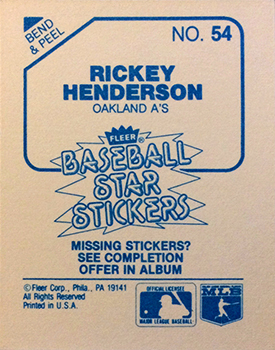 BEND
& PEEL
NO. 54
RICKEY
HENDERSON
OAKLAND A'S
FLEER®
BASEBALL
STAR
STICKERS
MISSING STICKERS?
SEE COMPLETION
OFFER IN ALBUM
©Fleer Corp., Phila., PA 19141
All Rights Reserved
Printed in U.S.A.
OFFICIAL LICENSEE
MAJOR LEAGUE BASEBALL
MLB